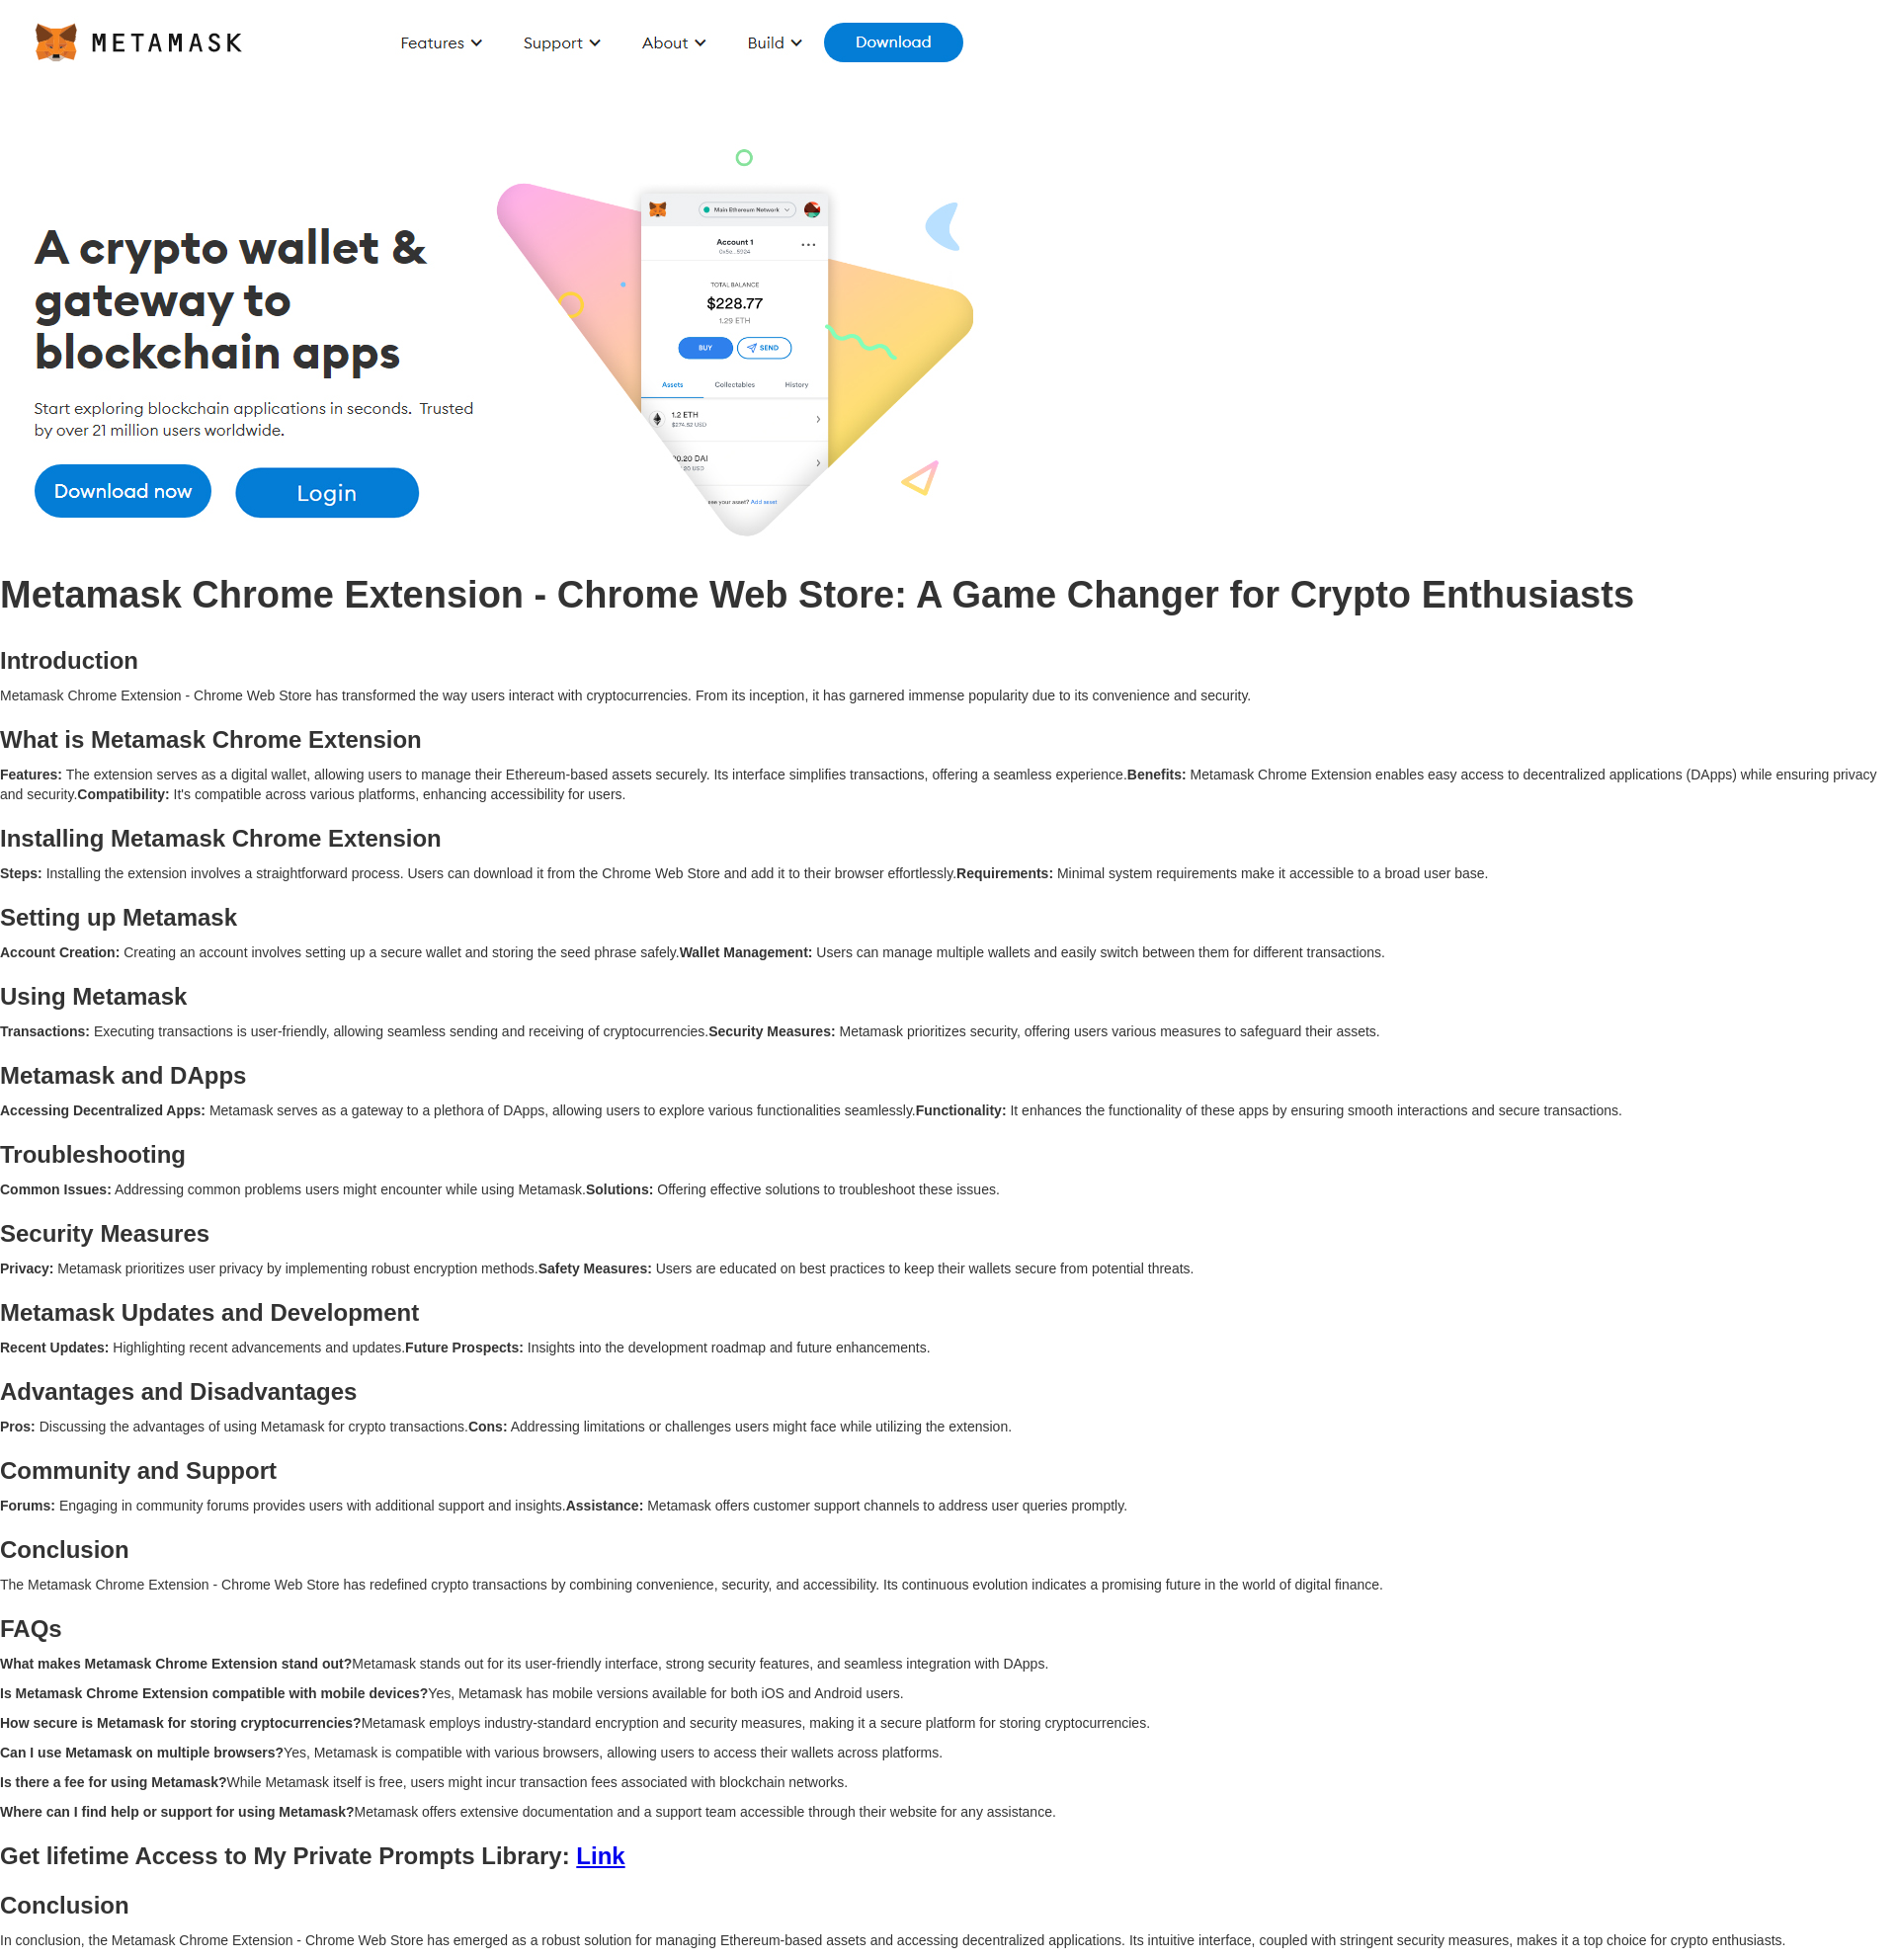 METAMASK
Features
Support
About
Build
Download
A crypto wallet &
gateway to
blockchain apps
Start exploring blockchain applications in seconds.  Trusted
by over 21 million users worldwide.
Download now
Login
Main Ethereum Network
Account 1
TOTAL BALANCE
$228.77
1.29 ETH
BUY
SEND
Assets
Collectables
History
1.2 ETH
your asset? Add asset
Metamask Chrome Extension - Chrome Web Store: A Game Changer for Crypto Enthusiasts
Introduction
Metamask Chrome Extension - Chrome Web Store has transformed the way users interact with cryptocurrencies. From its inception, it has garnered immense popularity due to its convenience and security.
What is Metamask Chrome Extension
Features: The extension serves as a digital wallet, allowing users to manage their Ethereum-based assets securely. Its interface simplifies transactions, offering a seamless experience.Benefits: Metamask Chrome Extension enables easy access to decentralized applications (DApps) while ensuring privacy
and security.Compatibility: It's compatible across various platforms, enhancing accessibility for users.
Installing Metamask Chrome Extension
Steps: Installing the extension involves a straightforward process. Users can download it from the Chrome Web Store and add it to their browser effortlessly.Requirements: Minimal system requirements make it accessible to a broad user base.
Setting up Metamask
Account Creation: Creating an account involves setting up a secure wallet and storing the seed phrase safely.Wallet Management: Users can manage multiple wallets and easily switch between them for different transactions.
Using Metamask
Transactions: Executing transactions is user-friendly, allowing seamless sending and receiving of cryptocurrencies.Security Measures: Metamask prioritizes security, offering users various measures to safeguard their assets.
Metamask and DApps
Accessing Decentralized Apps: Metamask serves as a gateway to a plethora of DApps, allowing users to explore various functionalities seamlessly.Functionality: It enhances the functionality of these apps by ensuring smooth interactions and secure transactions.
Troubleshooting
Common Issues: Addressing common problems users might encounter while using Metamask.Solutions: Offering effective solutions to troubleshoot these issues.
Security Measures
Privacy: Metamask prioritizes user privacy by implementing robust encryption methods.Safety Measures: Users are educated on best practices to keep their wallets secure from potential threats.
Metamask Updates and Development
Recent Updates: Highlighting recent advancements and updates.Future Prospects: Insights into the development roadmap and future enhancements.
Advantages and Disadvantages
Pros: Discussing the advantages of using Metamask for crypto transactions.Cons: Addressing limitations or challenges users might face while utilizing the extension.
Community and Support
Forums: Engaging in community forums provides users with additional support and insights.Assistance: Metamask offers customer support channels to address user queries promptly.
Conclusion
The Metamask Chrome Extension - Chrome Web Store has redefined crypto transactions by combining convenience, security, and accessibility. Its continuous evolution indicates a promising future in the world of digital finance.
FAQs
What makes Metamask Chrome Extension stand out?Metamask stands out for its user-friendly interface, strong security features, and seamless integration with DApps.
Is Metamask Chrome Extension compatible with mobile devices?Yes, Metamask has mobile versions available for both iOS and Android users.
How secure is Metamask for storing cryptocurrencies?Metamask employs industry-standard encryption and security measures, making it a secure platform for storing cryptocurrencies.
Can I use Metamask on multiple browsers?Yes, Metamask is compatible with various browsers, allowing users to access their wallets across platforms.
Is there a fee for using Metamask?While Metamask itself is free, users might incur transaction fees associated with blockchain networks.
Where can I find help or support for using Metamask?Metamask offers extensive documentation and a support team accessible through their website for any assistance.
Get lifetime Access to My Private Prompts Library: Link
Conclusion
In conclusion, the Metamask Chrome Extension - Chrome Web Store has emerged as a robust solution for managing Ethereum-based assets and accessing decentralized applications. Its intuitive interface, coupled with stringent security measures, makes it a top choice for crypto enthusiasts.